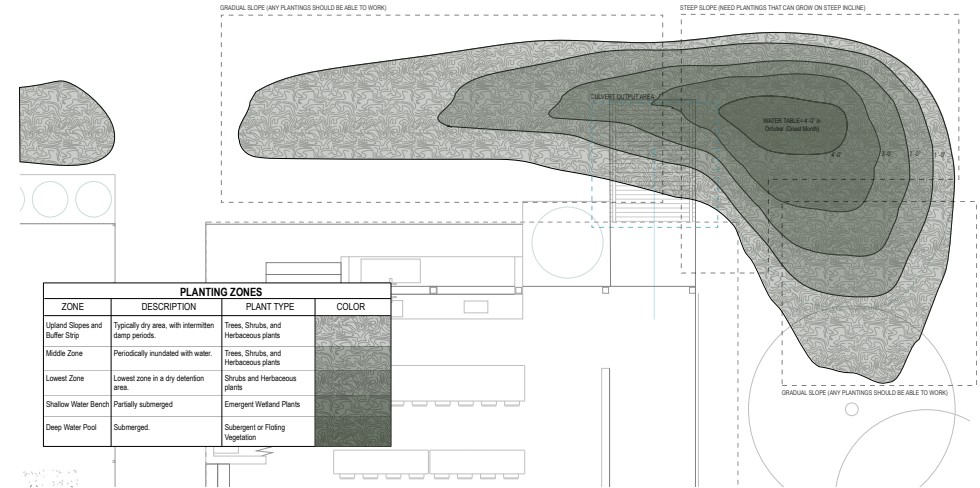 GRADUAL SLOPE (ANY PLANTINGS SHOULD BE ABLE TO WORK)
STEEP SLOPE (NEED PLANTINGS THAT CAN GROW ON STEEP INCLINE)
CULVERT OUTPUT AREA
WATER TABLE=4'-0" in
October (Driest Month)
GRADUAL SLOPE (ANY PLANTINGS SHOULD BE ABLE TO WORK)
PLANTING ZONES
ZONE DESCRIPTION PLANT TYPE COLOR
Upland Slopes and
Buffer Strip
Typically dry area, with intermitten
damp periods.
Trees, Shrubs, and
Herbaceous plants
Middle Zone
Periodically inundated with water.
Trees, Shrubs, and
Herbaceous plants
Lowest Zone
Lowest zone in a dry detention
area.
Shrubs and Herbaceous
plants
Shallow Water Bench
Partially submerged
Emergent Wetland Plants
Deep Water Pool
Submerged.
Subergent or Floting
Vegetation